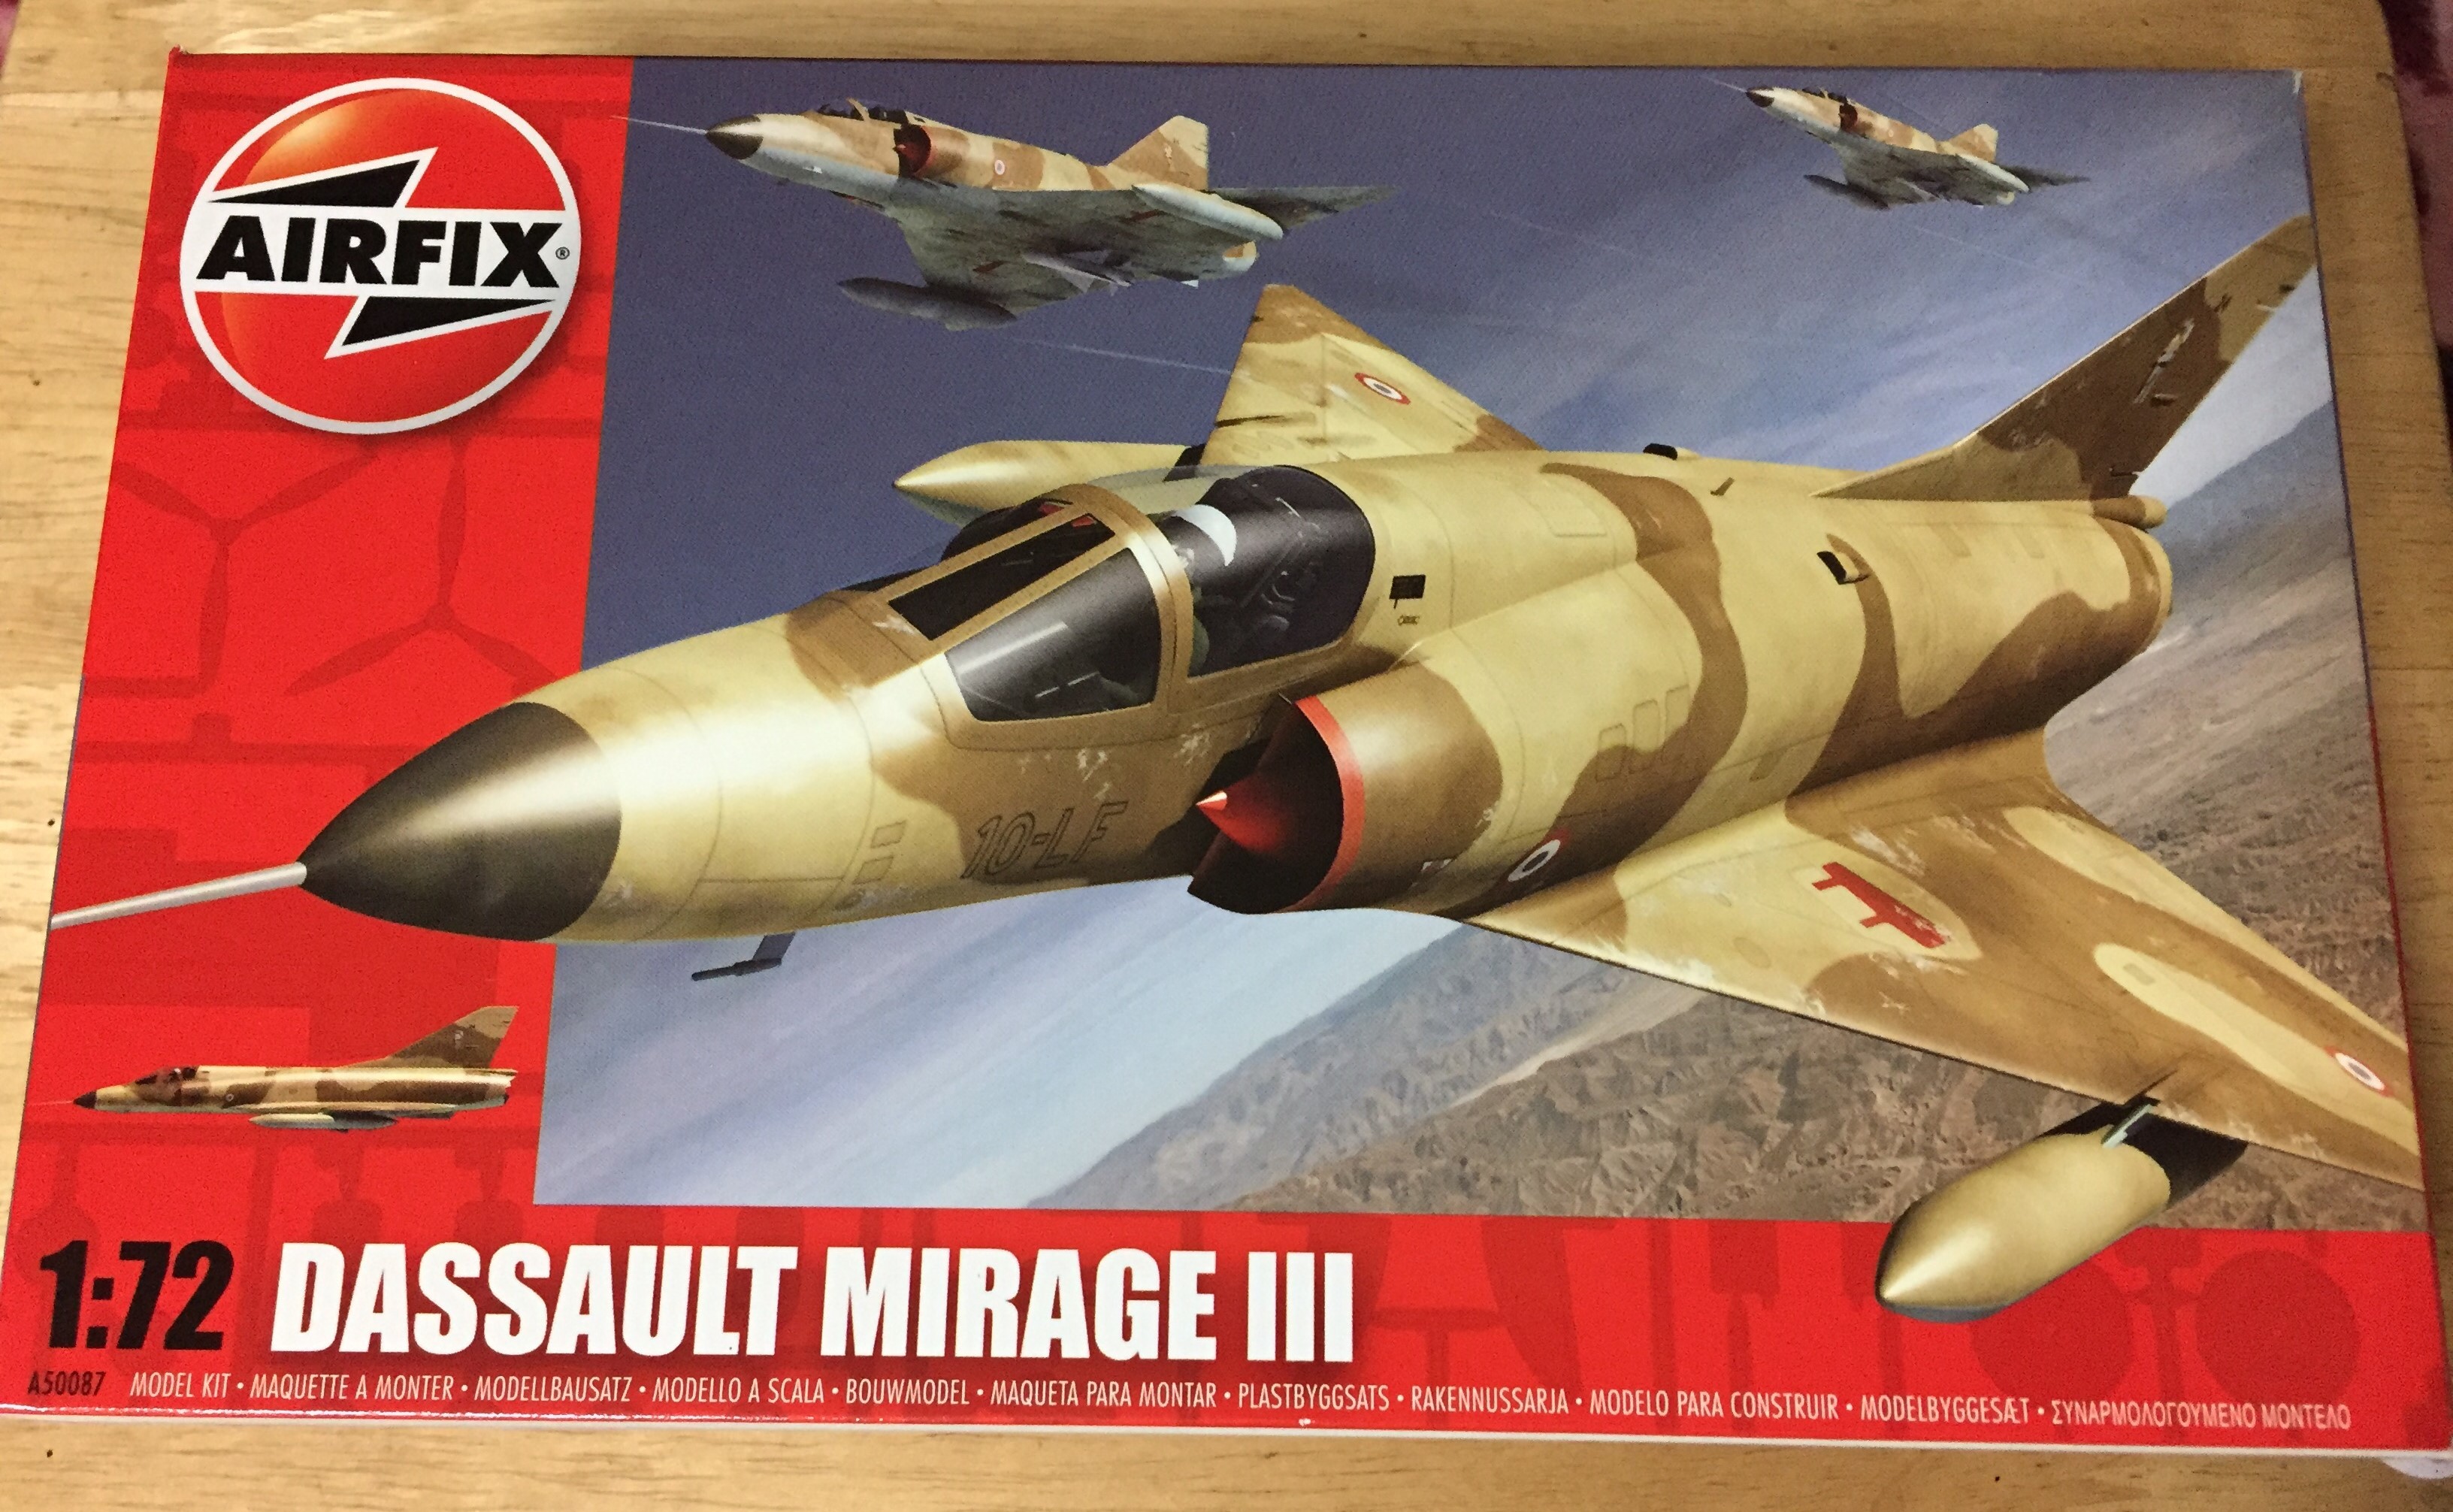 AIRFIX®
10-LF
1:72 DASSAULT MIRAGE III
A50087 MODEL KIT • MAQUETTE A MONTER • MODELLBAUSATZ • MODELLO A SCALA • BOUWMODEL • MAQUETA PARA MONTAR • PLASTBYGGSATS • RAKENNUSSARJA • MODELO PARA CONSTRUIR • MODELBYGGESÆT • ΣΥΝΑΡΜΟΛΟΓΟΥΜΕΝΟ ΜΟΝΤΕΛΟ